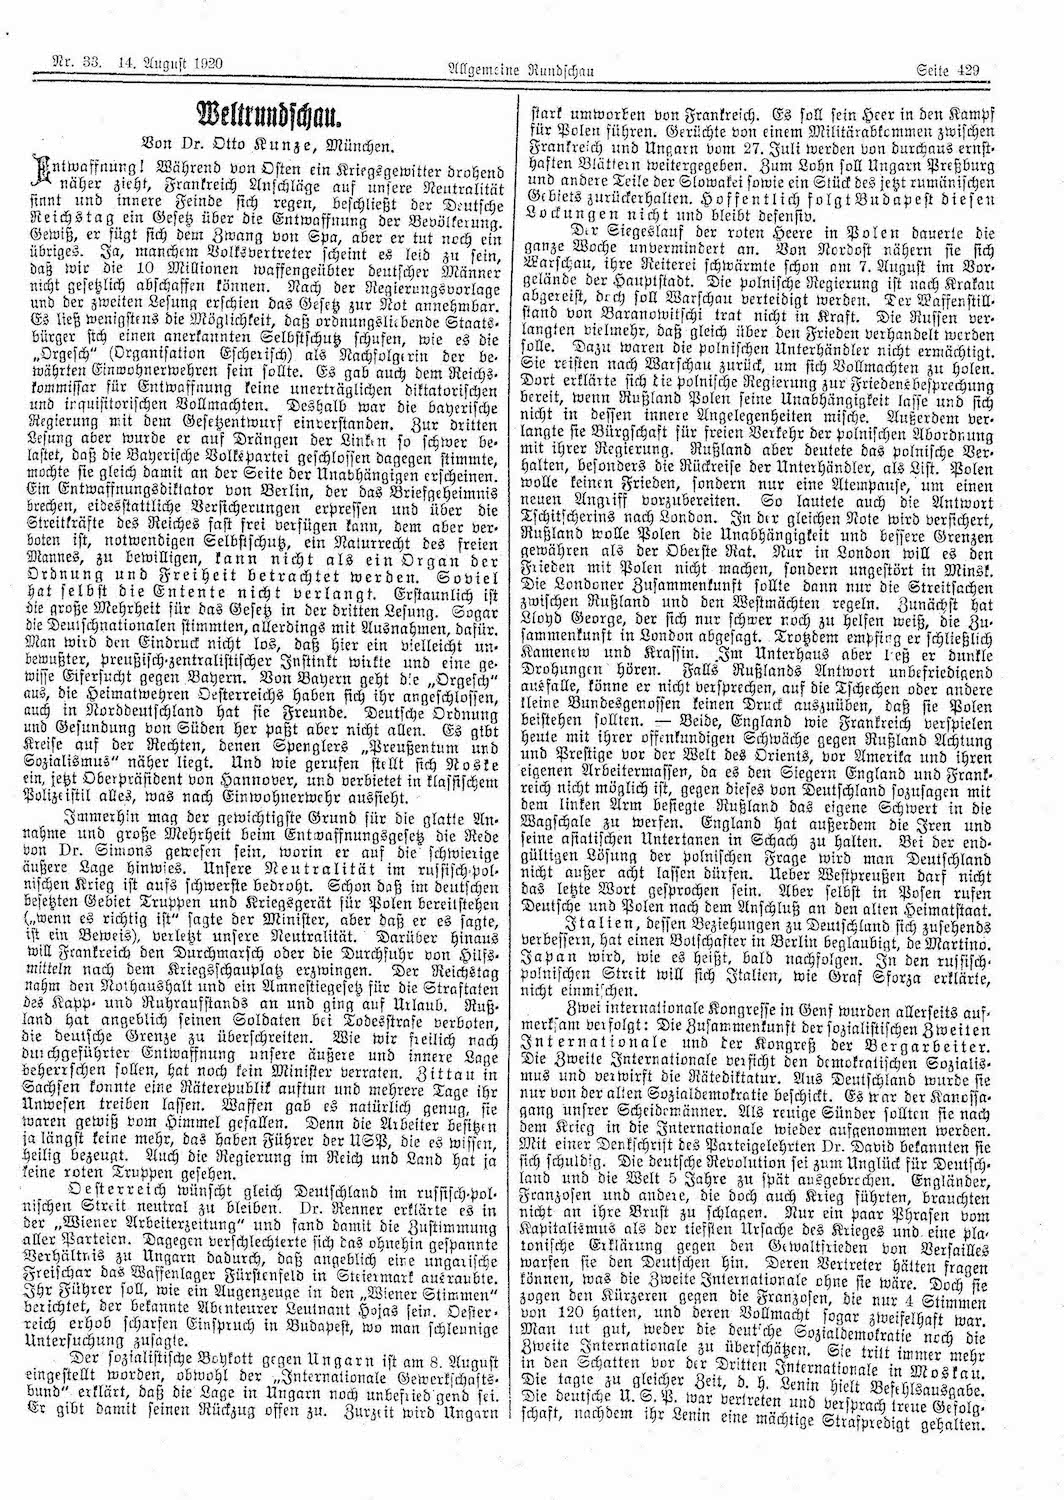 Nr. 33. 14. August 1920
Allgemeine Rundschau
Seite 429
Weltrundschau.
Von Dr. Otto Kunze, München.
Entwaffnung! Während von Osten ein Kriegsgewitter drohend
näher zieht, Frankreich Anschläge auf unsere Neutralität
sinnt und innere Feinde sich regen, beschließt der Deutsche
Reichstag ein Gesetz über die Entwaffnung der Bevölkerung.
Gewiß, er fügt sich dem Zwang von Spa, aber er tut noch ein
übriges. Ja, manchem Volksvertreter scheint es leid zu sein,
daß wir die 10 Millionen waffengeübter deutscher Männer
nicht gesetzlich abschaffen können. Nach der Regierungsvorlage
und der zweiten Lesung erschien das Gesetz zur Not annehmbar.
Es ließ wenigstens die Möglichkeit, daß ordnungsliebende Staats-
bürger sich einen anerkannten Selbstschutz schufen, wie es die
„Orgesch“ (Organisation Escherisch) als Nachfolgerin der be-
währten Einwohnerwehren sein sollte. Es gab auch dem Reichs-
kommissar für Entwaffnung keine unerträglichen diktatorischen
und inquisitorischen Vollmachten. Deshalb war die bayerische
Regierung mit dem Gesetzentwurf einverstanden. Zur dritten
Lesung aber wurde er auf Drängen der Linken so schwer be-
lastet, daß die Bayerische Volkspartei geschlossen dagegen stimmte,
mochte sie gleich damit an der Seite der Unabhängigen erscheinen.
Ein Entwaffnungsdiktator von Berlin, der das Briefgeheimnis
brechen, eidesstattliche Versicherungen erpressen und über die
Streitkräfte des Reiches fast frei verfügen kann, dem aber ver-
boten ist, notwendigen Selbstschutz, ein Naturrecht des freien
Mannes, zu bewilligen, kann nicht als ein Organ der
Ordnung und Freiheit betrachtet werden. Soviel
hat selbst die Entente nicht verlangt. Erstaunlich ist
die große Mehrheit für das Gesetz in der dritten Lesung. Sogar
die Deutschnationalen stimmten, allerdings mit Ausnahmen, dafür.
Man wird den Eindruck nicht los, daß hier ein vielleicht un-
bewußter, preußisch-zentralistischer Instinkt wirkte und eine ge-
wisse Eifersucht gegen Bayern. Von Bayern geht die „Orgesch“
aus, die Heimatwehren Oesterreichs haben sich ihr angeschlossen,
auch in Norddeutschland hat sie Freunde. Deutsche Ordnung
und Gesundung von Süden her paßt aber nicht allen. Es gibt
Kreise auf der Rechten, denen Spenglers „Preußentum und
Sozialismus“ näher liegt. Und wie gerufen stellt sich Noske
ein, jetzt Oberpräsident von Hannover, und verbietet in klassischem
Polizeistil alles, was nach Einwohnerwehr aussieht.
Immerhin mag der gewichtigste Grund für die glatte An-
nahme und große Mehrheit beim Entwaffnungsgesetz die Rede
von Dr. Simons gewesen sein, worin er auf die schwierige
äußere Lage hinwies. Unsere Neutralität im russisch-pol-
nischen Krieg ist aufs schwerste bedroht. Schon daß im deutschen
besetzten Gebiet Truppen und Kriegsgerät für Polen bereitstehen
(„wenn es richtig ist“ sagte der Minister, aber daß er es sagte,
ist ein Beweis), verletzt unsere Neutralität. Darüber hinaus
will Frankreich den Durchmarsch oder die Durchfuhr von Hilfs-
mitteln nach dem Kriegsschauplatz erzwingen. Der Reichstag
nahm den Nothaushalt und ein Amnestiegesetz für die Straftaten
des Kapp- und Ruhraufstands an und ging auf Urlaub. Ruß-
land hat angeblich seinen Soldaten bei Todesstrafe verboten,
die deutsche Grenze zu überschreiten. Wie wir freilich nach
durchgeführter Entwaffnung unsere äußere und innere Lage
beherrschen sollen, hat noch kein Minister verraten. Zittau in
Sachsen konnte eine Räterepublik auftun und mehrere Tage ihr
Unwesen treiben lassen. Waffen gab es natürlich genug, sie
waren gewiß vom Himmel gefallen. Denn die Arbeiter besitzen
ja längst keine mehr, das haben Führer der USP, die es wissen,
heilig bezeugt. Auch die Regierung im Reich und Land hat ja
keine roten Truppen gesehen.
Oesterreich wünscht gleich Deutschland im russisch-pol-
nischen Streit neutral zu bleiben. Dr. Renner erklärte es in
der „Wiener Arbeiterzeitung“ und fand damit die Zustimmung
aller Parteien. Dagegen verschlechterte sich das ohnehin gespannte
Verhältnis zu Ungarn dadurch, daß angeblich eine ungarische
Freischar das Waffenlager Fürstenfeld in Steiermark ausraubte.
Ihr Führer soll, wie ein Augenzeuge in den „Wiener Stimmen“
berichtet, der bekannte Abenteurer Leutnant Hojas sein. Oester-
reich erhob scharfen Einspruch in Budapest, wo man schleunige
Untersuchung zusagte.
Der sozialistische Boykott gegen Ungarn ist am 8. August
eingestellt worden, obwohl der „Internationale Gewerkschafts-
bund“ erklärt, daß die Lage in Ungarn noch unbefriedigend sei.
Er gibt damit seinen Rückzug offen zu. Zurzeit wird Ungarn
stark umworben von Frankreich. Es soll sein Heer in den Kampf
für Polen führen. Gerüchte von einem Militärabkommen zwischen
Frankreich und Ungarn vom 27. Juli werden von durchaus ernst-
haften Blättern weitergegeben. Zum Lohn soll Ungarn Preßburg
und andere Teile der Slowakei sowie ein Stück des jetzt rumänischen
Gebiets zurückerhalten. Hoffentlich folgt Budapest diesen
Lockungen nicht und bleibt defensiv.
Der Siegeslauf der roten Heere in Polen dauerte die
ganze Woche unvermindert an. Von Nordost nähern sie sich
Warschau, ihre Reiterei schwärmte schon am 7. August im Vor-
gelände der Hauptstadt. Die polnische Regierung ist nach Krakau
abgereist, doch soll Warschau verteidigt werden. Der Waffenstill-
stand von Baranowitschi trat nicht in Kraft. Die Russen ver-
langten vielmehr, daß gleich über den Frieden verhandelt werden
solle. Dazu waren die polnischen Unterhändler nicht ermächtigt.
Sie reisten nach Warschau zurück, um sich Vollmachten zu holen.
Dort erklärte sich die polnische Regierung zur Friedensbesprechung
bereit, wenn Rußland Polen seine Unabhängigkeit lasse und sich
nicht in dessen innere Angelegenheiten mische. Außerdem ver-
langte sie Bürgschaft für freien Verkehr der polnischen Abordnung
mit ihrer Regierung. Rußland aber deutete das polnische Ver-
halten, besonders die Rückreise der Unterhändler, als List. Polen
wolle keinen Frieden, sondern nur eine Atempause, um einen
neuen Angriff vorzubereiten. So lautete auch die Antwort
Tschitscherins nach London. In der gleichen Note wird versichert,
Rußland wolle Polen die Unabhängigkeit und bessere Grenzen
gewähren als der Oberste Rat. Nur in London will es den
Frieden mit Polen nicht machen, sondern ungestört in Minsk.
Die Londoner Zusammenkunft sollte dann nur die Streitsachen
zwischen Rußland und den Westmächten regeln. Zunächst hat
Lloyd George, der sich nur schwer noch zu helfen weiß, die Zu-
sammenkunft in London abgesagt. Trotzdem empfing er schließlich
Kamenew und Krassin. Im Unterhaus aber ließ er dunkle
Drohungen hören. Falls Rußlands Antwort unbefriedigend
ausfalle, könne er nicht versprechen, auf die Tschechen oder andere
kleine Bundesgenossen keinen Druck auszuüben, daß sie Polen
beistehen sollten. — Beide, England wie Frankreich verspielen
heute mit ihrer offenkundigen Schwäche gegen Rußland Achtung
und Prestige vor der Welt des Orients, vor Amerika und ihren
eigenen Arbeitermassen, da es den Siegern England und Frank-
reich nicht möglich ist, gegen dieses von Deutschland sozusagen mit
dem linken Arm besiegte Rußland das eigene Schwert in die
Wagschale zu werfen. England hat außerdem die Iren und
seine asiatischen Untertanen in Schach zu halten. Bei der end-
gültigen Lösung der polnischen Frage wird man Deutschland
nicht außer acht lassen dürfen. Ueber Westpreußen darf nicht
das letzte Wort gesprochen sein. Aber selbst in Posen rufen
Deutsche und Polen nach dem Anschluß an den alten Heimatstaat.
Italien, dessen Beziehungen zu Deutschland sich zusehends
verbessern, hat einen Botschafter in Berlin beglaubigt, de Martino.
Japan wird, wie es heißt, bald nachfolgen. In den russisch-
polnischen Streit will sich Italien, wie Graf Sforza erklärte,
nicht einmischen.
Zwei internationale Kongresse in Genf wurden allerseits auf-
merksam verfolgt: Die Zusammenkunft der sozialistischen Zweiten
Internationale und der Kongreß der Bergarbeiter.
Die Zweite Internationale versicht den demokratischen Sozialis-
mus und verwirft die Rätediktatur. Aus Deutschland wurde sie
nur von der alten Sozialdemokratie beschickt. Es war der Kanossa-
gang unsrer Scheidemänner. Als reuige Sünder sollten sie nach
dem Krieg in die Internationale wieder aufgenommen werden.
Mit einer Denkschrift des Parteigelehrten Dr. David bekannten sie
sich schuldig. Die deutsche Revolution sei zum Unglück für Deutsch-
land und die Welt 5 Jahre zu spät ausgebrochen. Engländer,
Franzosen und andere, die doch auch Krieg führten, brauchten
nicht an ihre Brust zu schlagen. Nur ein paar Phrasen vom
Kapitalismus als der tiefsten Ursache des Krieges und eine pla-
tonische Erklärung gegen den Gewaltfrieden von Versailles
warfen sie den Deutschen hin. Deren Vertreter hätten fragen
können, was die Zweite Internationale ohne sie wäre. Doch sie
zogen den Kürzeren gegen die Franzosen, die nur 4 Stimmen
von 120 hatten, und deren Vollmacht sogar zweifelhaft war.
Man tut gut, weder die deutsche Sozialdemokratie noch die
Zweite Internationale zu überschätzen. Sie tritt immer mehr
in den Schatten vor der Dritten Internationale in Moskau.
Die tagte zu gleicher Zeit, d. h. Lenin hielt Befehlsausgabe.
Die deutsche U. S. P. war vertreten und versprach treue Gefolg-
schaft, nachdem ihr Lenin eine mächtige Strafpredigt gehalten.